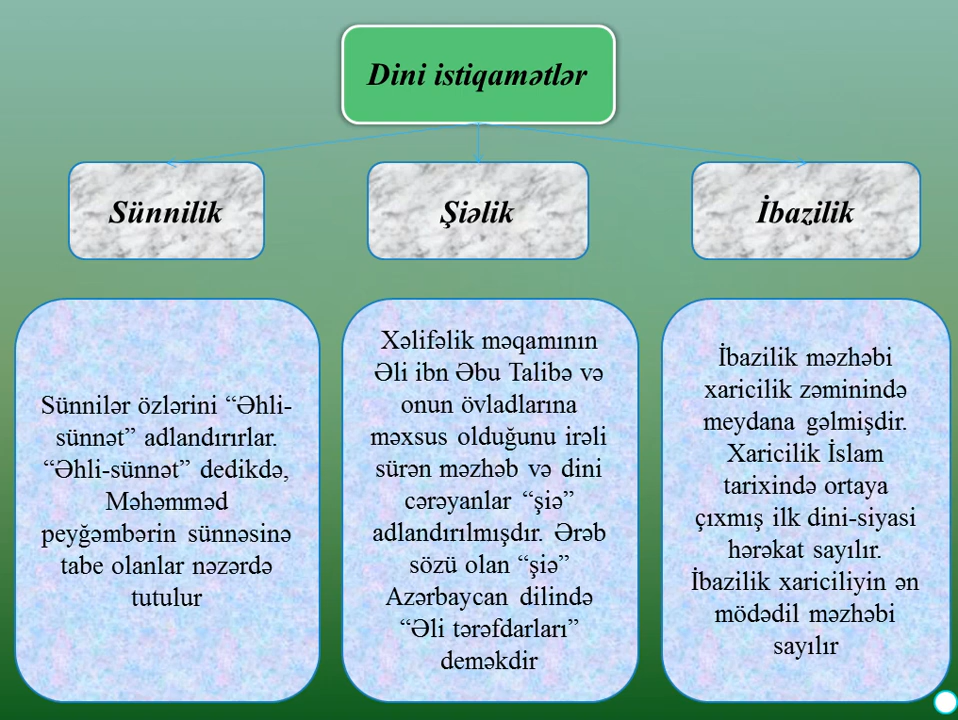 Dini istiqamətlər
Sünnilik
Şiəlik
İbazilik
Sünnilər özlərini “Əhli-
sünnət” adlandırırlar.
“Əhli-sünnət” dedikdə,
Məhəmməd
peyğəmbərin sünnəsinə
tabe olanlar nəzərdə
tutulur
Xəlifəlik məqamının
Əli ibn Əbu Talibə və
onun övladlarına
məxsus olduğunu irəli
sürən məzhəb və dini
cərəyanlar “şiə”
adlandırılmışdır. Ərəb
sözü olan “şiə”
Azərbaycan dilində
“Əli tərəfdarları”
deməkdir
İbazilik məzhəbi
xaricilik zəminində
meydana gəlmişdir.
Xaricilik İslam
tarixində ortaya
çıxmış ilk dini-siyasi
hərəkat sayılır.
İbazilik xariciliyin ən
mödədil məzhəbi
sayılır